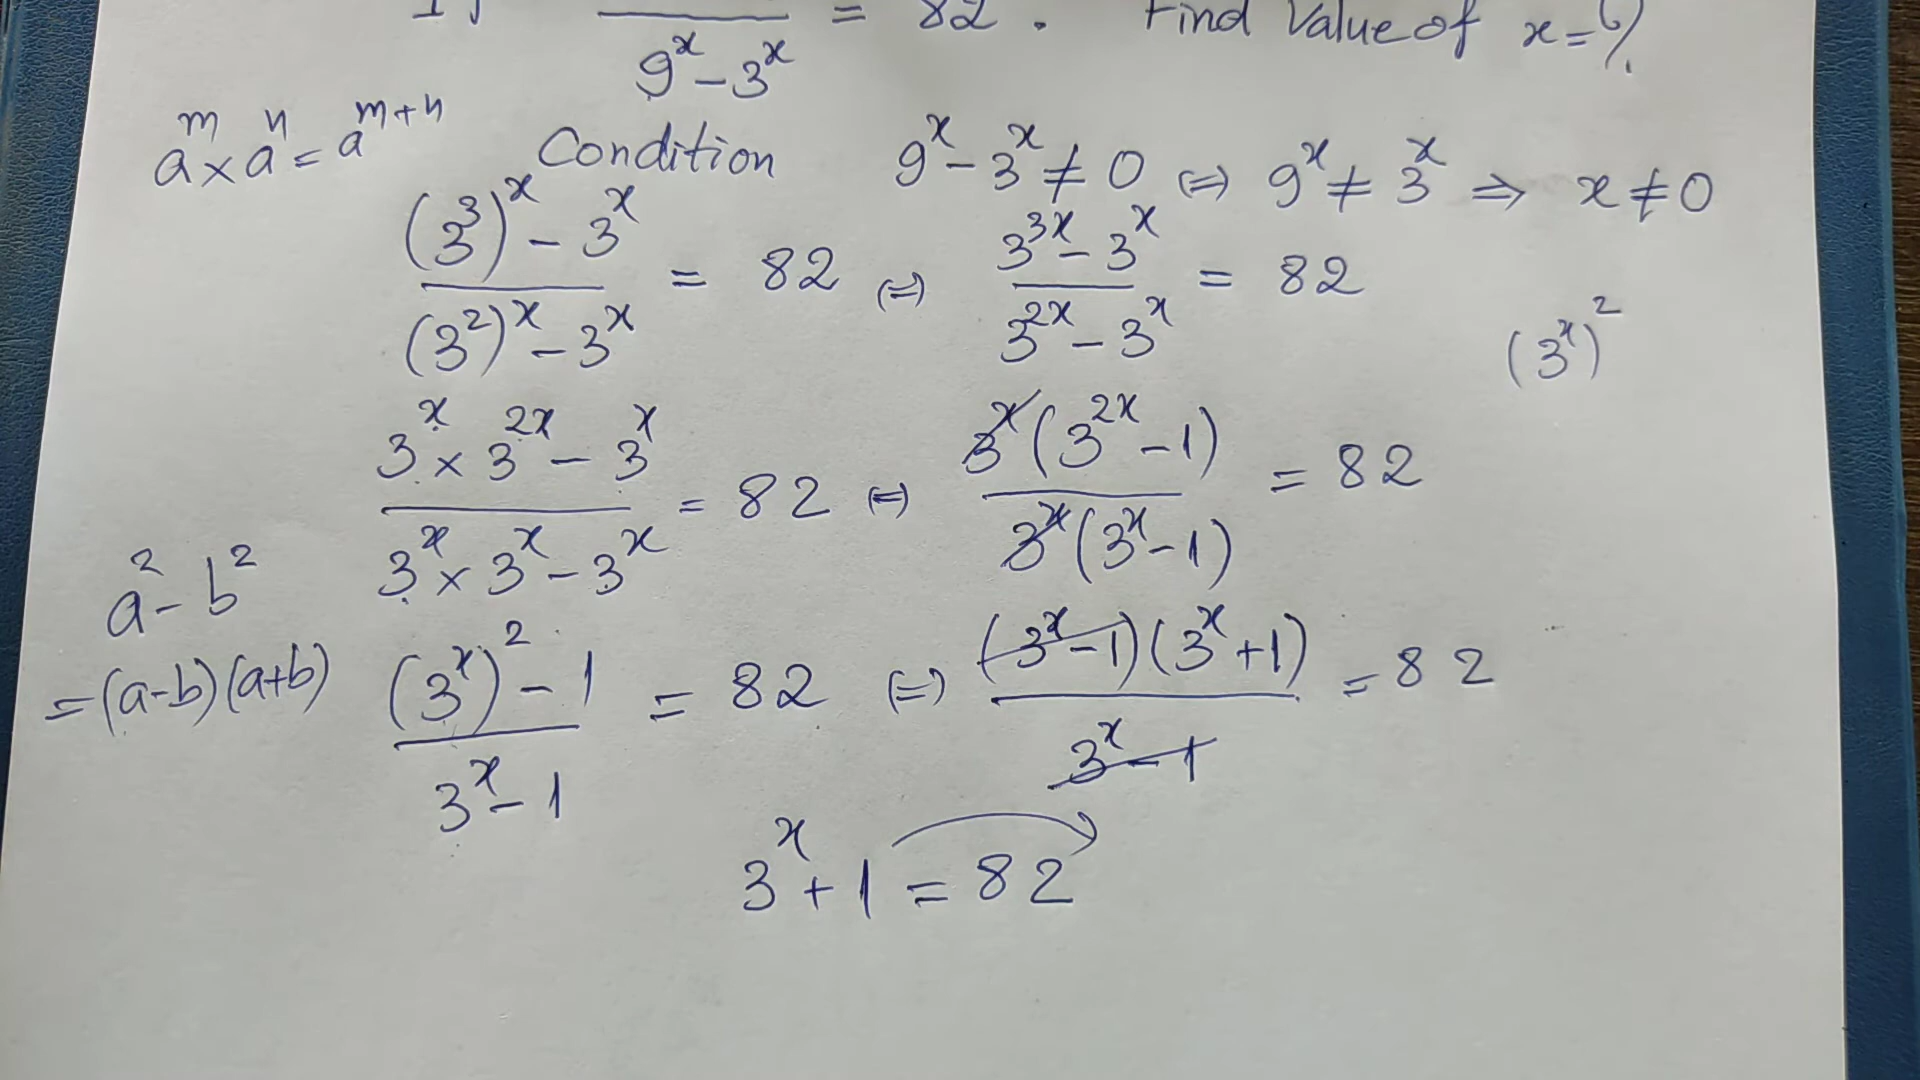 = 82. Find Value of x=?
9^x - 3^x
a^m × a^n = a^(m+n)
Condition 9^x - 3^x ≠ 0 (=) 9^x ≠ 3^x ⇒ x ≠ 0
(3^3)^x - 3^x / (3^2)^x - 3^x = 82 (=) 3^(3x) - 3^x / 3^(2x) - 3^x = 82
(3^x)^2
3^x × 3^(2x) - 3^x / 3^x × 3^x - 3^x = 82 (=) 3^x(3^(2x) - 1) / 3^x(3^x - 1) = 82
a^2 - b^2
= (a-b)(a+b)
(3^x)^2 - 1 / 3^x - 1 = 82 (=) (3^x - 1)(3^x + 1) / 3^x - 1 = 82
3^x + 1 = 82